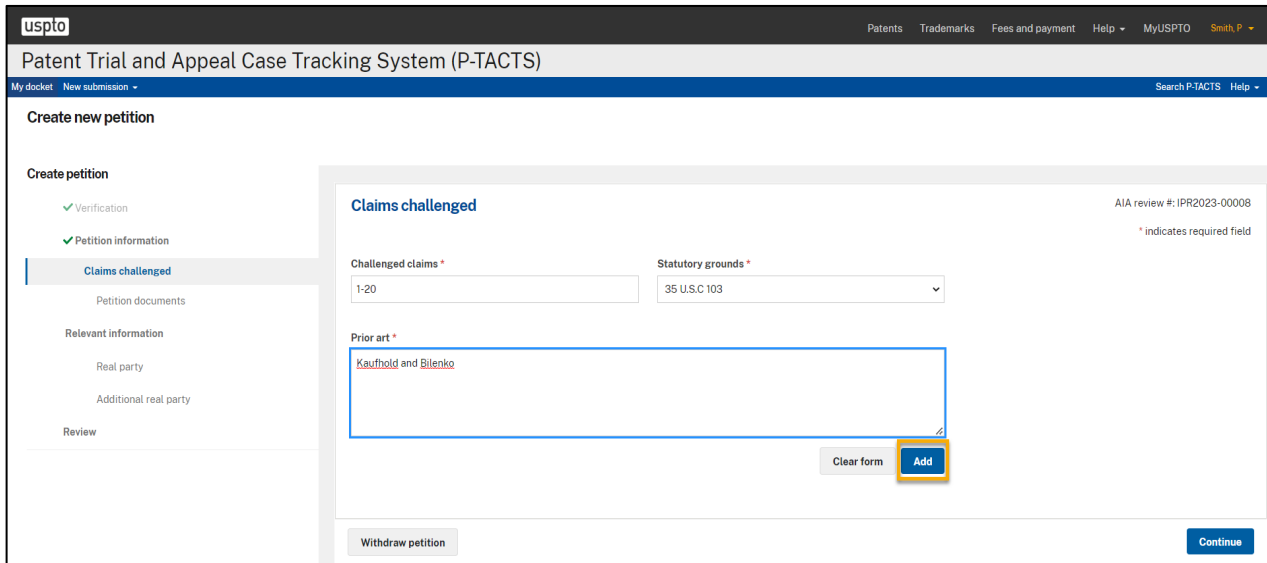 uspto
Patents Trademarks Fees and payment Help MyUSPTO Smith, P
Patent Trial and Appeal Case Tracking System (P-TACTS)
My docket New submission Search P-TACTS Help
Create new petition
Create petition
Verification
Petition information
Claims challenged
Petition documents
Relevant information
Real party
Additional real party
Review
Claims challenged
AIA review #: IPR2023-00008
* indicates required field
Challenged claims * Statutory grounds *
1-20 35 U.S.C 103
Prior art *
Kaufhold and Bilenko
Clear form Add
Withdraw petition Continue